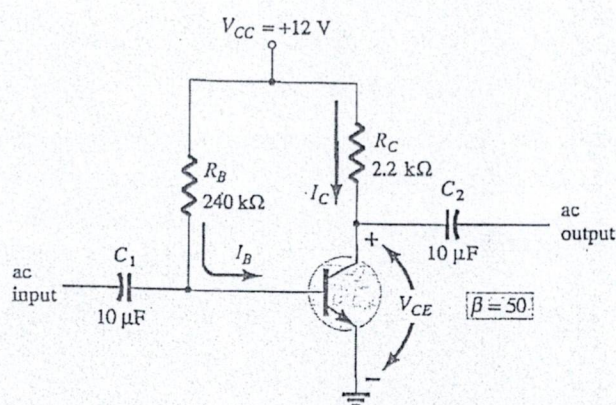 V_CC = +12 V
R_C
2.2 kΩ
R_B
240 kΩ
I_C
C_2
10 μF
ac
output
C_1
I_B
ac
input
10 μF
+
V_CE
β = 50
−